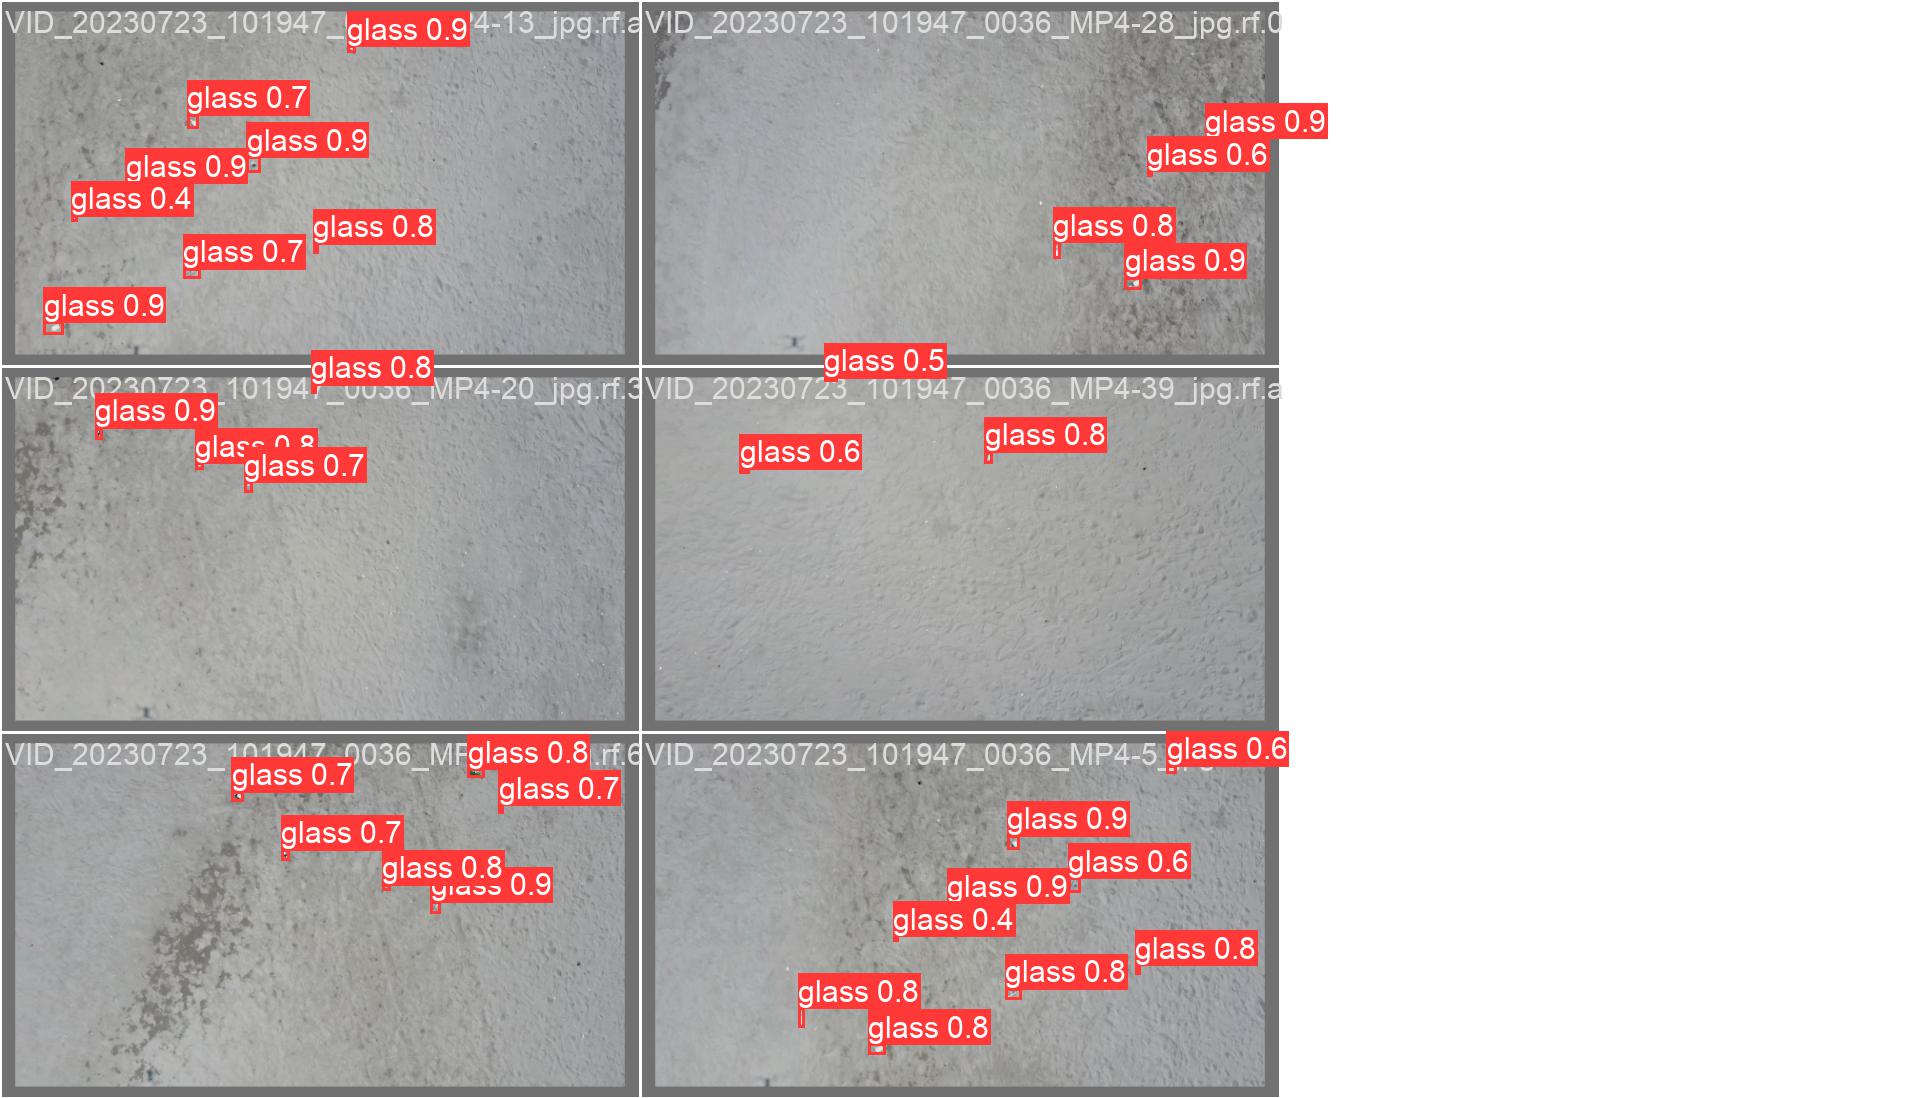 VID_20230723_101947_ 4-13_jpg.rf.a
glass 0.9
glass 0.7
glass 0.9
glass 0.9
glass 0.4
glass 0.8
glass 0.7
glass 0.9
VID_20230723_101947_0036_MP4-28_jpg.rf.0
glass 0.9
glass 0.6
glass 0.8
glass 0.9
VID_20230723_101947_0036_MP4-20_jpg.rf.3
glass 0.8
glass 0.9
glass 0.8
glass 0.7
VID_20230723_101947_0036_MP4-39_jpg.rf.a
glass 0.5
glass 0.8
glass 0.6
VID_20230723_101947_0036_MP .rf.6
glass 0.8
glass 0.7
glass 0.7
glass 0.7
glass 0.8
glass 0.9
VID_20230723_101947_0036_MP4-5_jpg
glass 0.6
glass 0.9
glass 0.6
glass 0.9
glass 0.4
glass 0.8
glass 0.8
glass 0.8
glass 0.8